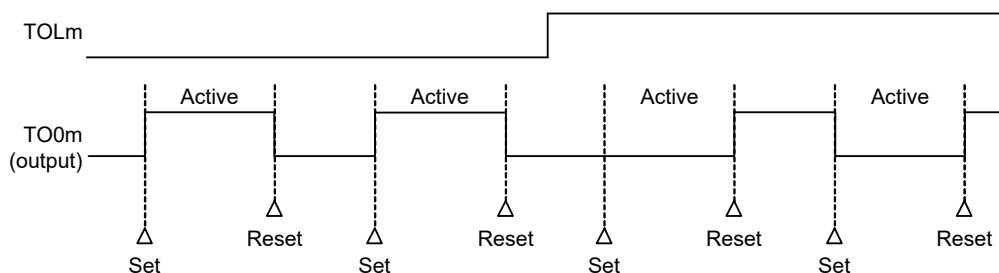 TOLm
Active
Active
Active
Active
TO0m
(output)
Reset
Reset
Reset
Reset
Set
Set
Set
Set